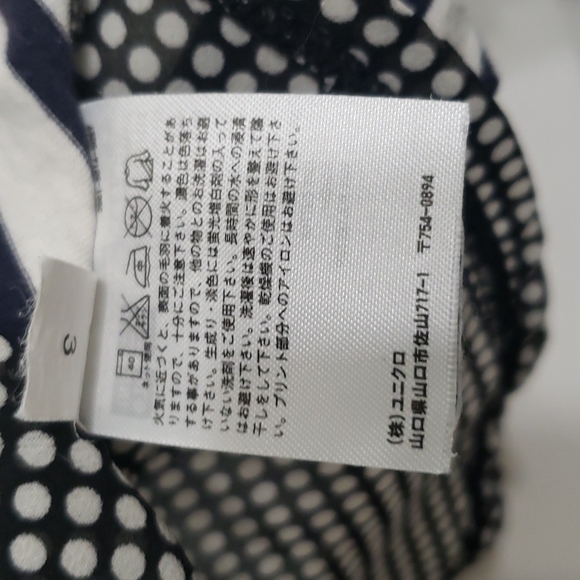 40
ネット使用
火気に近づくと、表面の毛羽に着火することがあ
りますので、十分にご注意下さい。濃色は色落ち
する事がありますので、他の物とのお洗濯はお避
け下さい。生成り・淡色には蛍光増白剤の入って
いない洗剤をご使用下さい。長時間の水への浸漬
はお避け下さい。洗濯後は速やかに形を整えて陰
干しをして下さい。乾燥機のご使用はお避け下さ
い。プリント部分へのアイロンはお避け下さい。
(株)ユニクロ
山口県山口市佐山717-1 〒754-0894
3